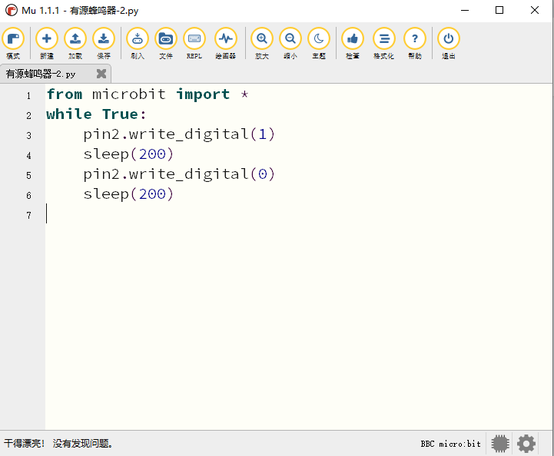 Mu 1.1.1 - 有源蜂鸣器-2.py
模式 新建 加载 保存 刷入 文件 REPL 绘图器 放大 缩小 主题 检查 格式化 帮助 退出
有源蜂鸣器-2.py
1 from microbit import *
2 while True:
3 pin2.write_digital(1)
4 sleep(200)
5 pin2.write_digital(0)
6 sleep(200)
7
干得漂亮! 没有发现问题。 BBC micro:bit